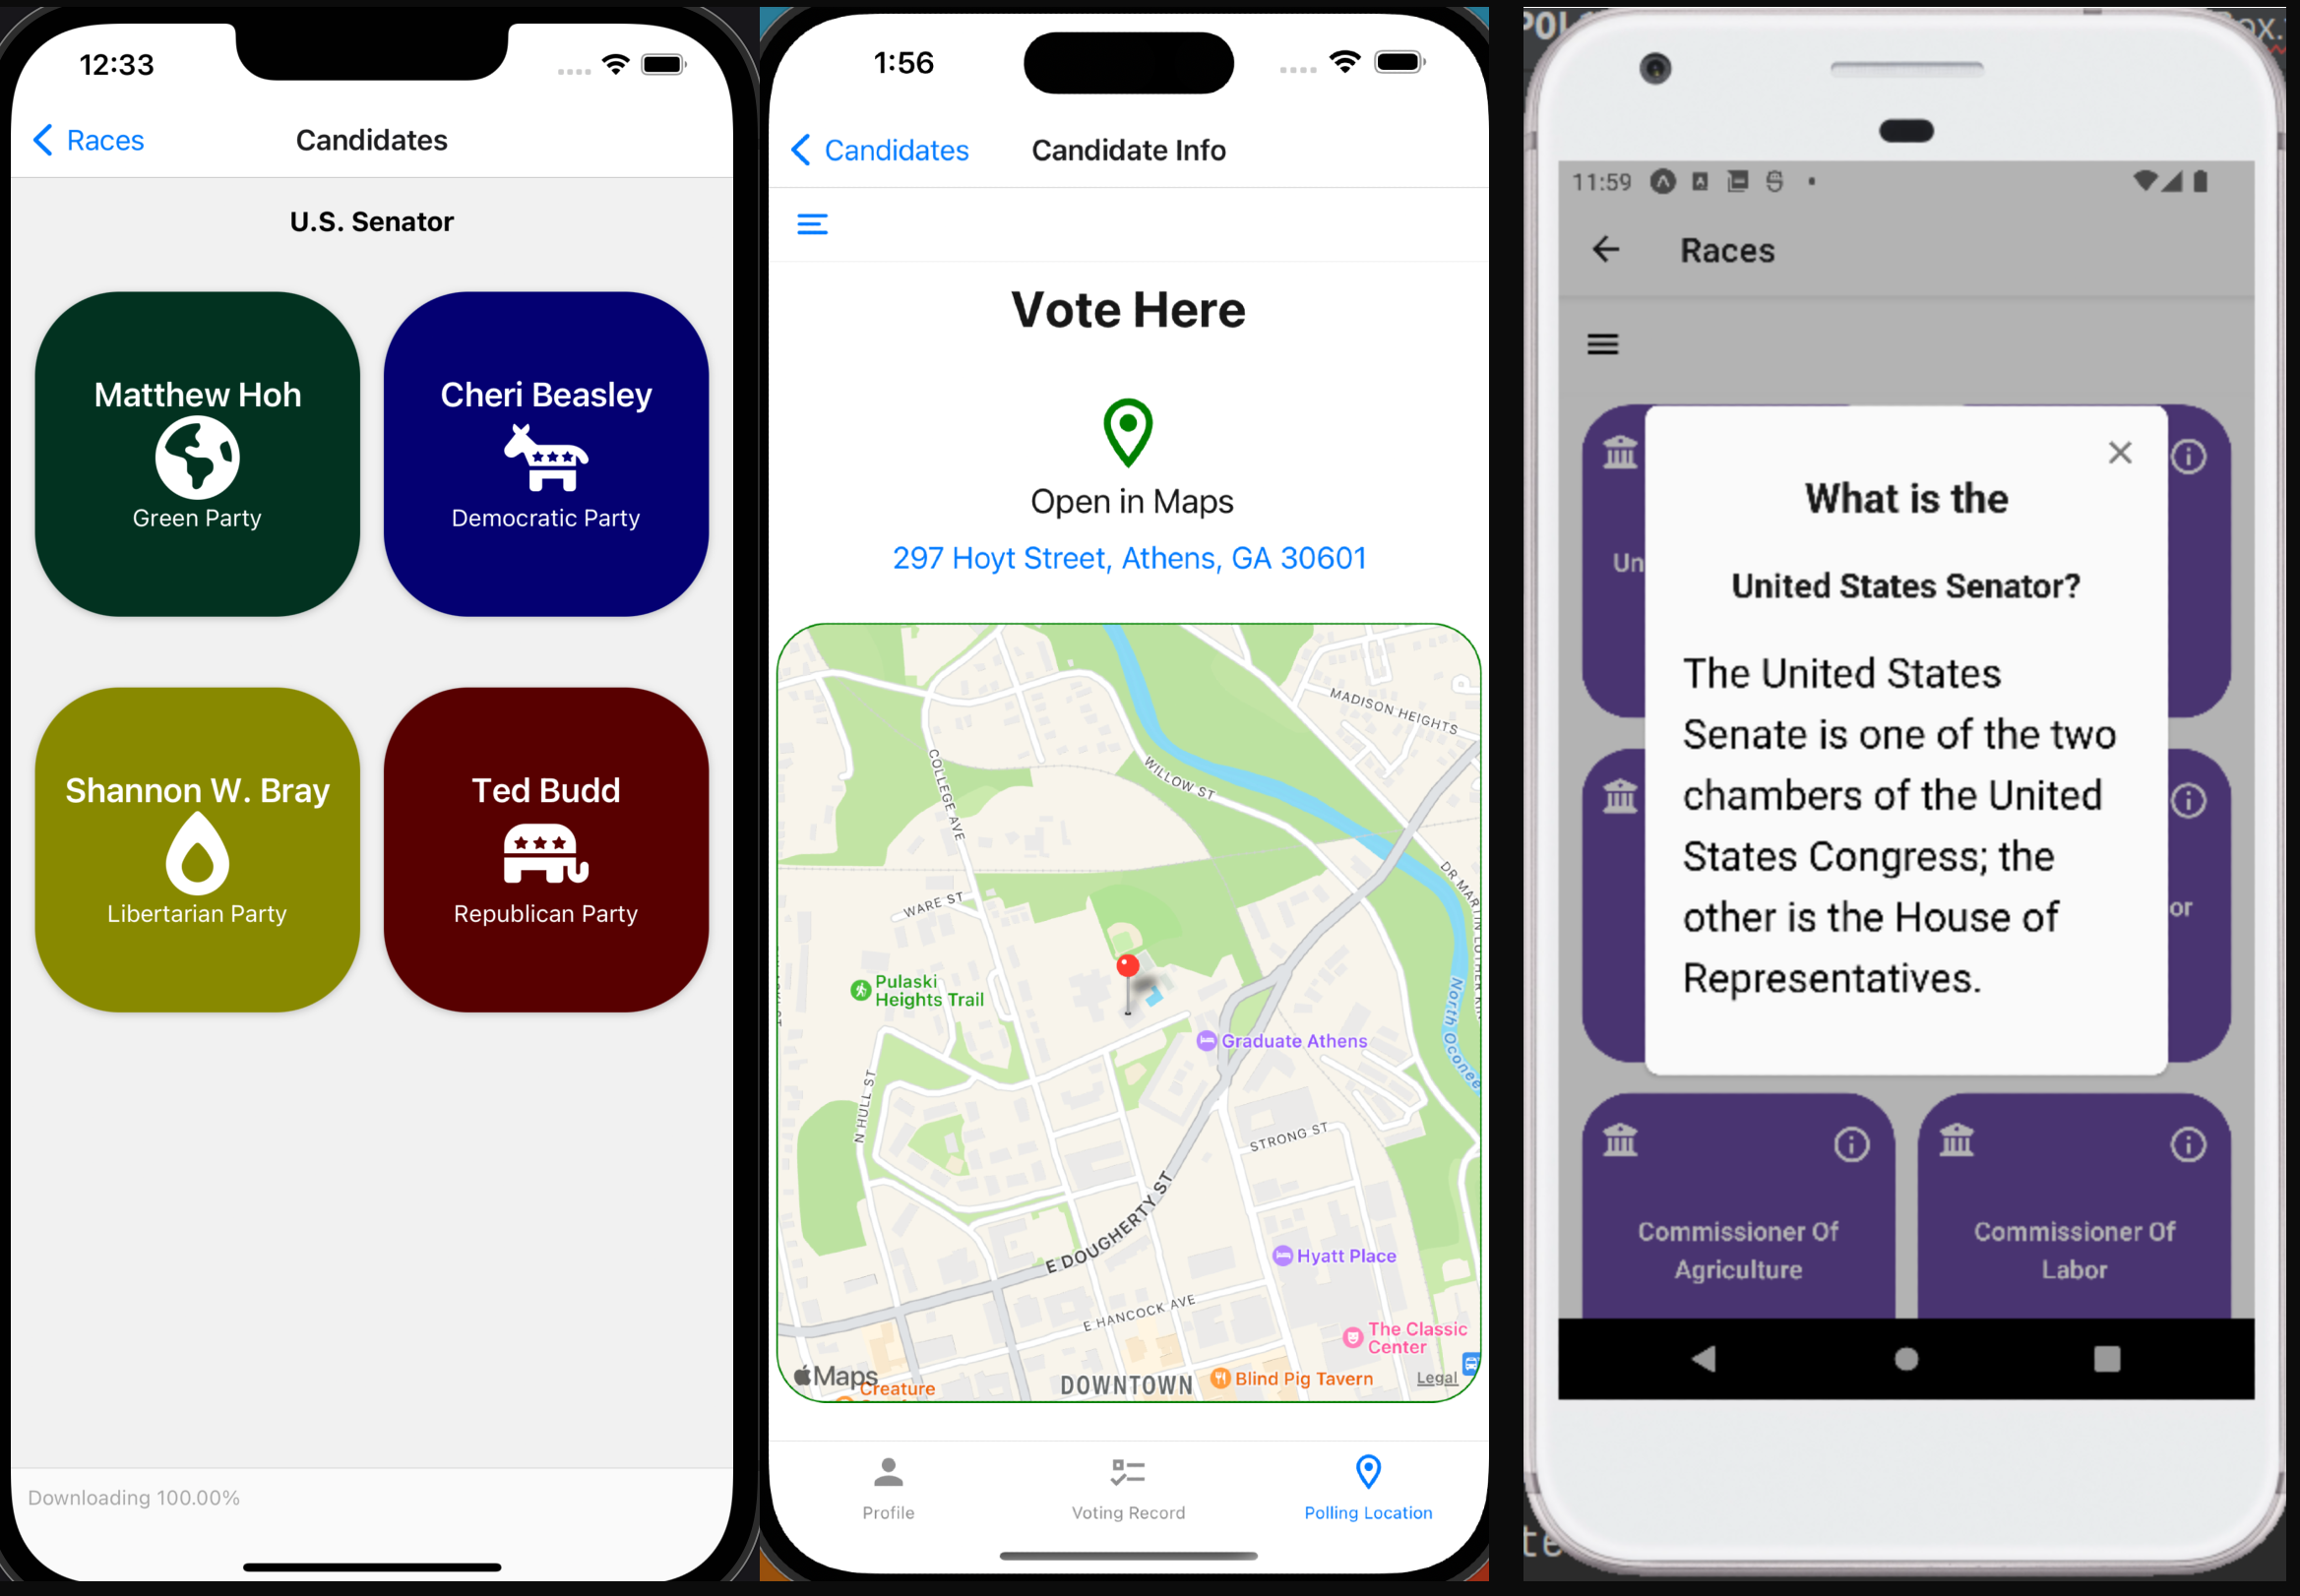 12:33
Races
Candidates
U.S. Senator
Matthew Hoh
Green Party
Cheri Beasley
Democratic Party
Shannon W. Bray
Libertarian Party
Ted Budd
Republican Party
Downloading 100.00%
1:56
Candidates
Candidate Info
Vote Here
Open in Maps
297 Hoyt Street, Athens, GA 30601
MADISON HEIGHTS
WILLOW ST
COLLEGE AVE
DR MARTIN LUTHER
WARE ST
Pulaski
Heights Trail
Graduate Athens
North Oconee
N HULL ST
STRONG ST
E DOUGHERTY ST
Hyatt Place
E HANCOCK AVE
The Classic
Center
Maps
Creature
DOWNTOWN
Blind Pig Tavern
Legal
Profile
Voting Record
Polling Location
11:59
Races
What is the
United States Senator?
The United States
Senate is one of the two
chambers of the United
States Congress; the
other is the House of
Representatives.
Un
or
Commissioner Of
Agriculture
Commissioner Of
Labor